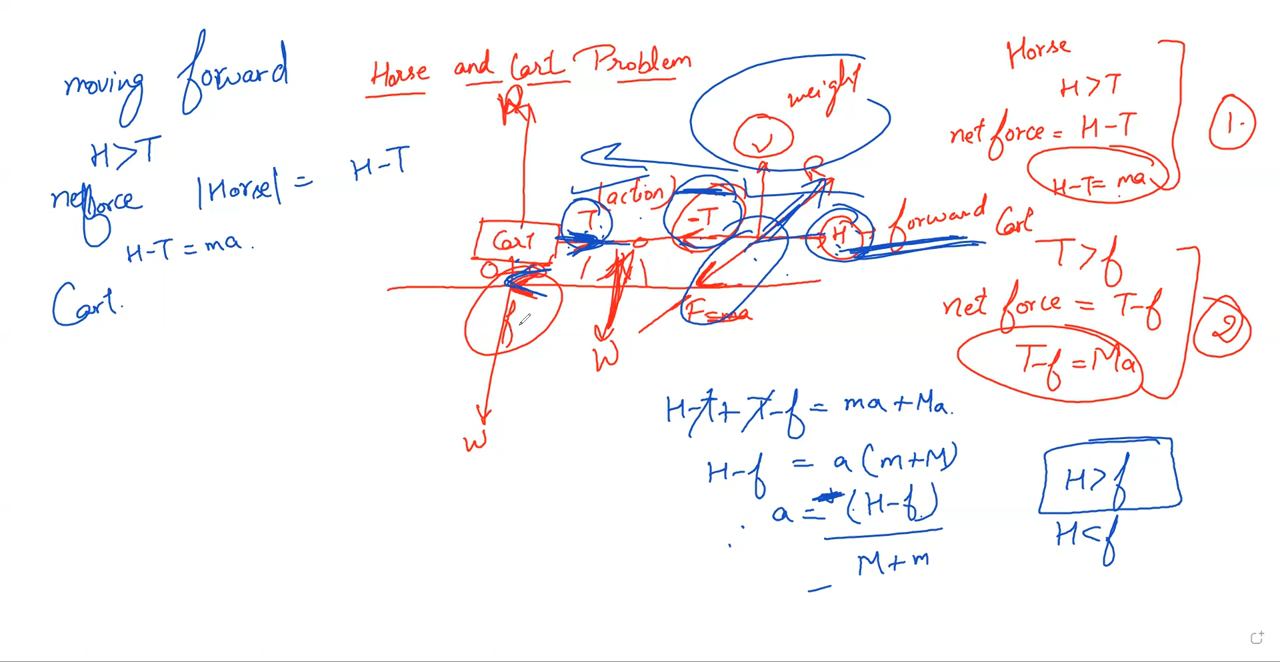 moving forward
H>T
net force |Horse| = H-T
H-T = ma.
Cart.
Horse and Cart Problem
R
weight
V
R
(action)
T
-T
H
forward
Cart
f
W
W
F=ma
Horse
H>T
net force = H-T
H-T = ma
1.
Cart
T>f
net force = T-f
T-f = Ma
2
H-T+T-f = ma+Ma.
H-f = a(m+M)
∴ a = (H-f)
M+m
H>f
H<f